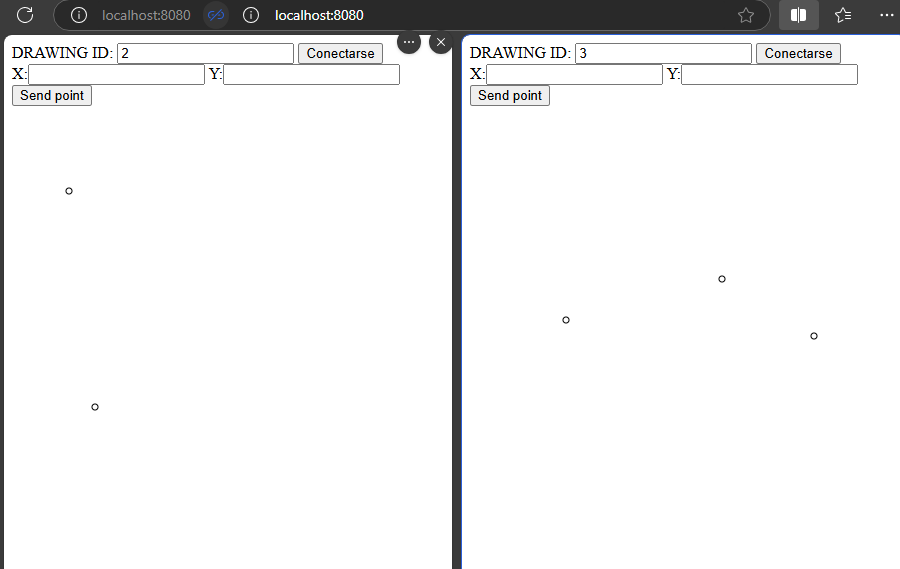 localhost:8080 localhost:8080
DRAWING ID: 2 Conectarse
X: Y:
Send point
DRAWING ID: 3 Conectarse
X: Y:
Send point